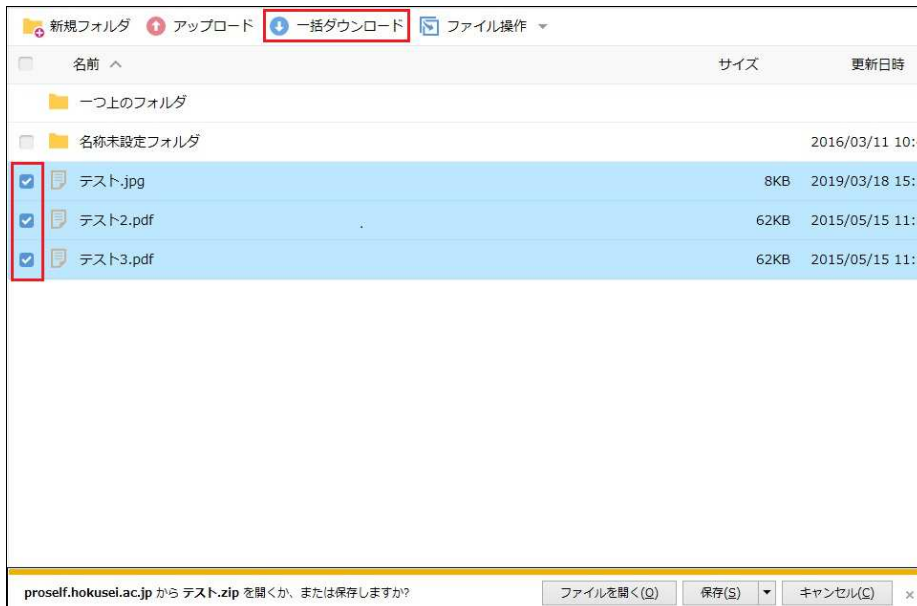 新規フォルダ アップロード 一括ダウンロード ファイル操作
名前 サイズ 更新日時
一つ上のフォルダ
名称未設定フォルダ 2016/03/11 10:
テスト.jpg 8KB 2019/03/18 15:
テスト2.pdf 62KB 2015/05/15 11:
テスト3.pdf 62KB 2015/05/15 11:
proself.hokusei.ac.jp から テスト.zip を開くか、または保存しますか? ファイルを開く(O) 保存(S) キャンセル(C)